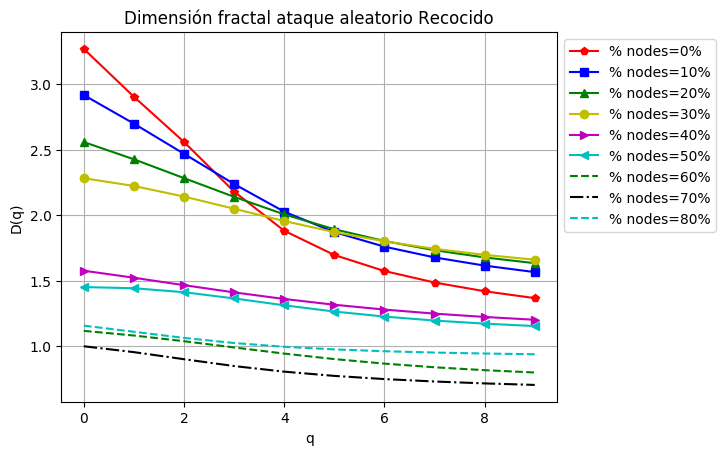 Dimensión fractal ataque aleatorio Recocido
D(q)
3.0
2.5
2.0
1.5
1.0
0 2 4 6 8
q
% nodes=0%
% nodes=10%
% nodes=20%
% nodes=30%
% nodes=40%
% nodes=50%
% nodes=60%
% nodes=70%
% nodes=80%